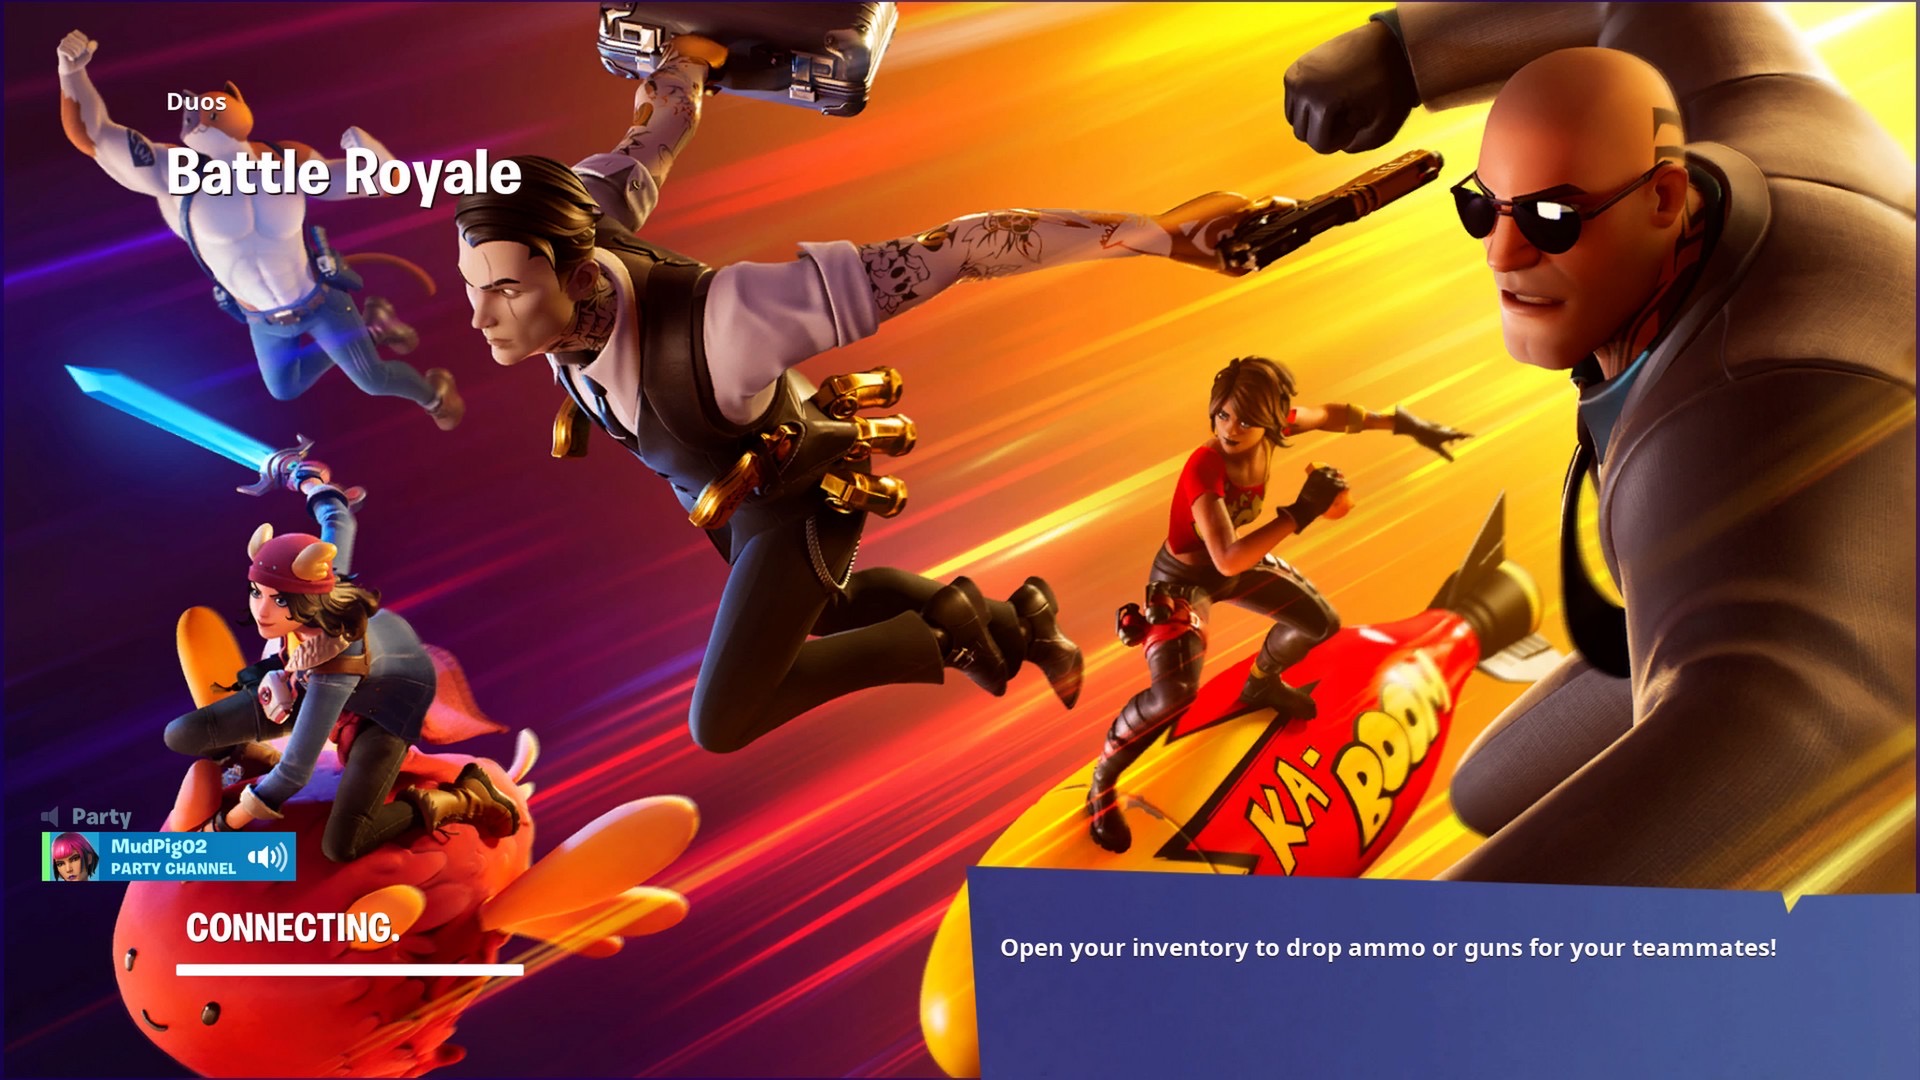 Duos
Battle Royale
KA-
BOOM
Party
MudPig02
PARTY CHANNEL
CONNECTING.
Open your inventory to drop ammo or guns for your teammates!